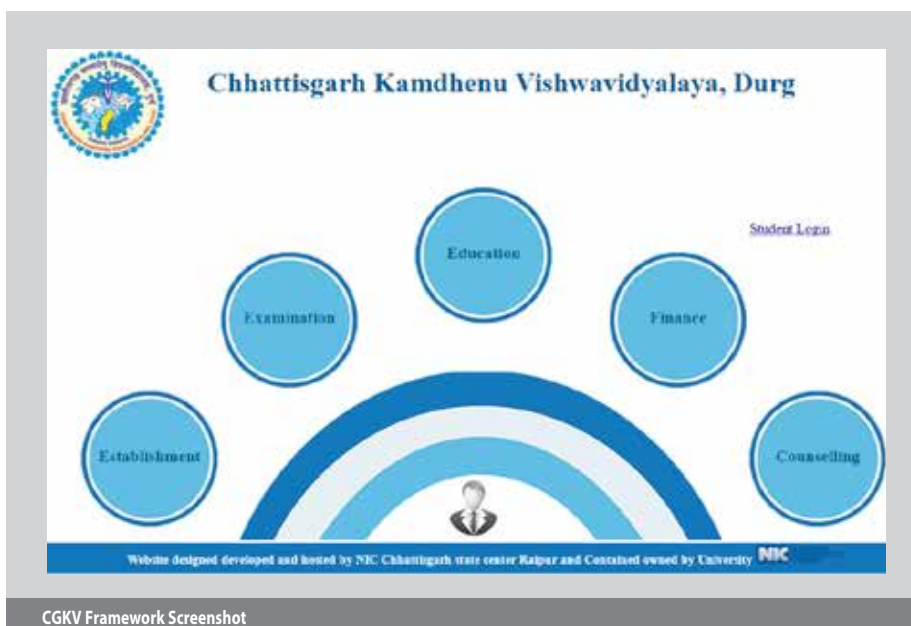 Chhattisgarh Kamdhenu Vishwavidyalaya, Durg
Student Login
Education
Examination
Finance
Establishment
Counselling
Website designed developed and hosted by NIC Chhattisgarh state center Raipur and Contained owned by University NIC
CGKV Framework Screenshot